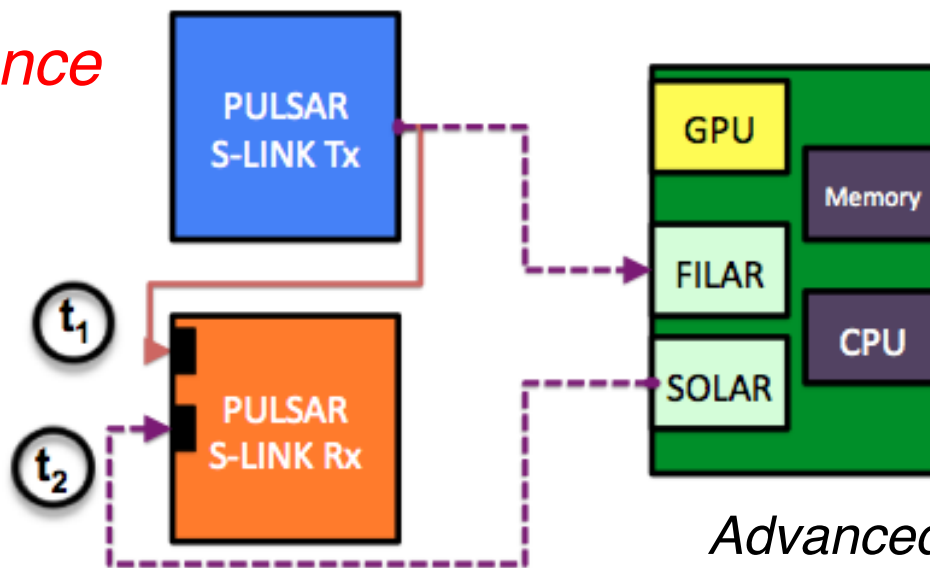 nce
PULSAR
S-LINK Tx
GPU
Memory
FILAR
t1
CPU
SOLAR
PULSAR
S-LINK Rx
t2
Advanced